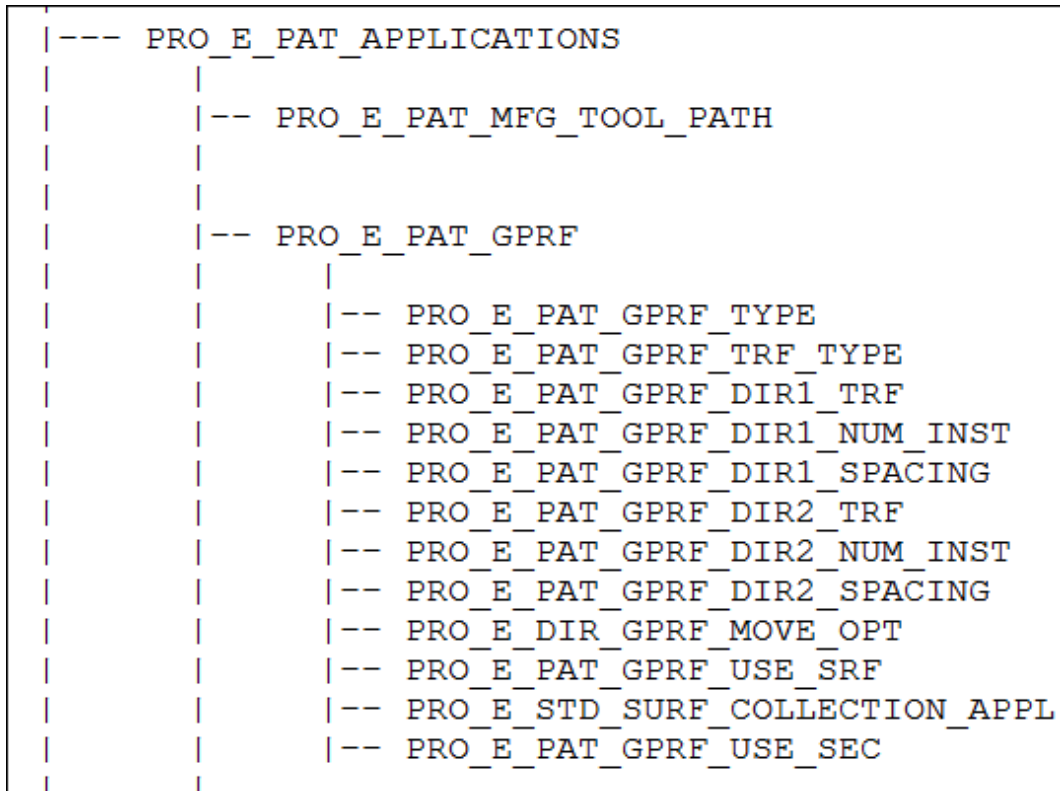 |--- PRO_E_PAT_APPLICATIONS
| |
| |-- PRO_E_PAT_MFG_TOOL_PATH
| |
| |
| |-- PRO_E_PAT_GPRF
| | |
| | |-- PRO_E_PAT_GPRF_TYPE
| | |-- PRO_E_PAT_GPRF_TRF_TYPE
| | |-- PRO_E_PAT_GPRF_DIR1_TRF
| | |-- PRO_E_PAT_GPRF_DIR1_NUM_INST
| | |-- PRO_E_PAT_GPRF_DIR1_SPACING
| | |-- PRO_E_PAT_GPRF_DIR2_TRF
| | |-- PRO_E_PAT_GPRF_DIR2_NUM_INST
| | |-- PRO_E_PAT_GPRF_DIR2_SPACING
| | |-- PRO_E_DIR_GPRF_MOVE_OPT
| | |-- PRO_E_PAT_GPRF_USE_SRF
| | |-- PRO_E_STD_SURF_COLLECTION_APPL
| | |-- PRO_E_PAT_GPRF_USE_SEC
| |